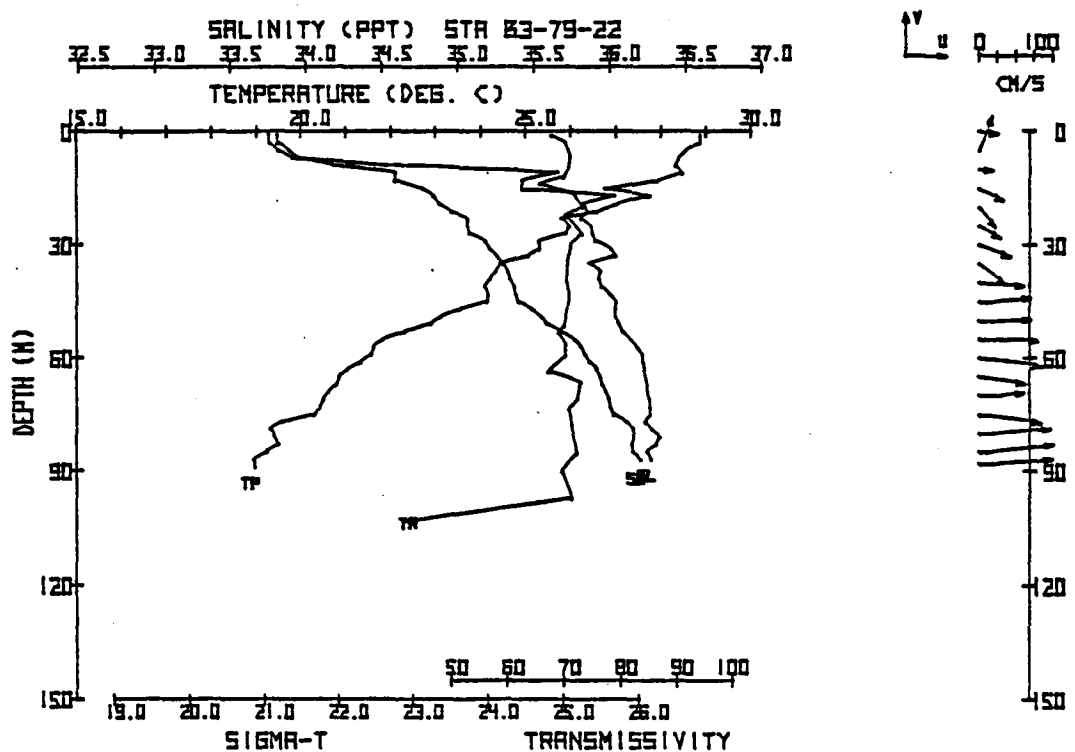 SALINITY (PPT) STA B3-79-22
32.5 33.0 33.5 34.0 34.5 35.0 35.5 36.0 36.5 37.0
TEMPERATURE (DEG. C)
15.0 20.0 25.0 30.0
V
U
0 100
CM/S
0
30
60
90
120
150
DEPTH (M)
TP
TR
0
30
60
90
120
150
50 60 70 80 90 100
19.0 20.0 21.0 22.0 23.0 24.0 25.0 26.0
SIGMA-T TRANSMISSIVITY